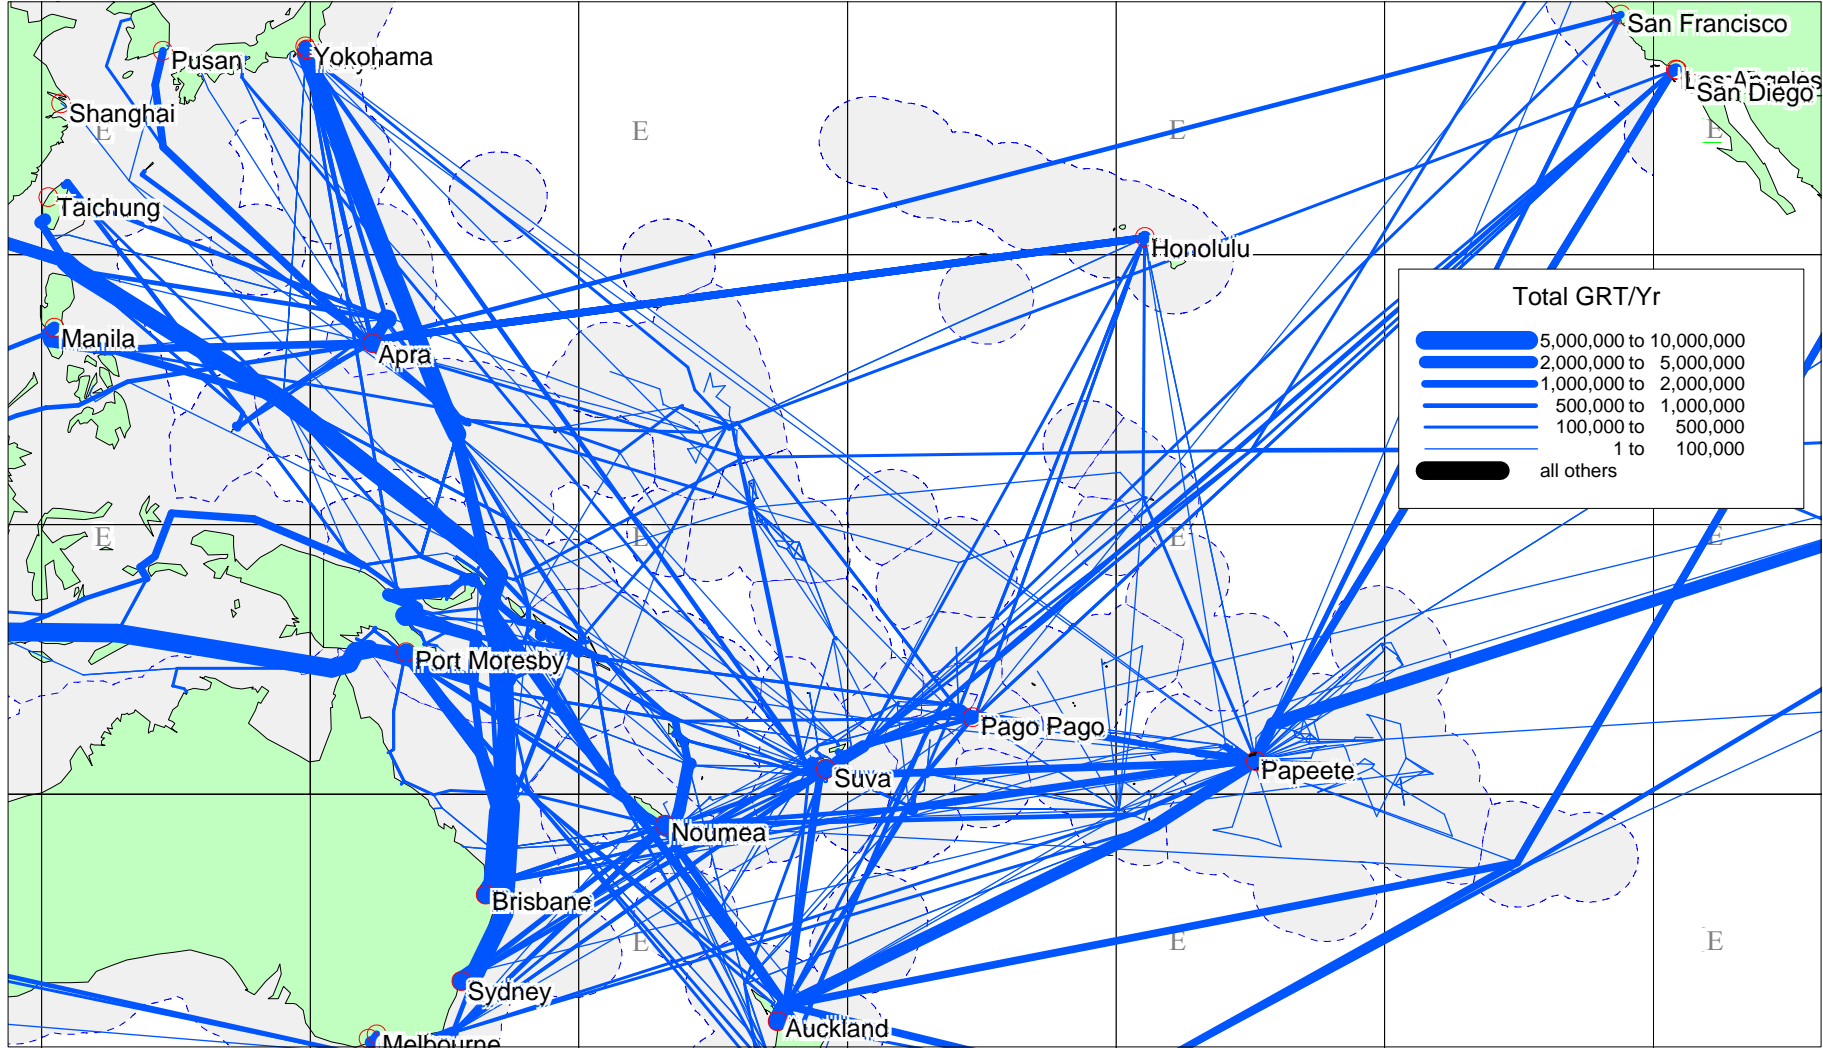 San Francisco
Pusan
Yokohama
Los Angeles
San Diego
Shanghai
E
E
E
E
Taichung
Honolulu
Total GRT/Yr
Manila
Apra
5,000,000 to 10,000,000
2,000,000 to 5,000,000
1,000,000 to 2,000,000
500,000 to 1,000,000
100,000 to 500,000
1 to 100,000
all others
E
E
E
E
Port Moresby
Pago Pago
Suva
Papeete
Noumea
Brisbane
E
E
E
Sydney
Auckland
Melbourne